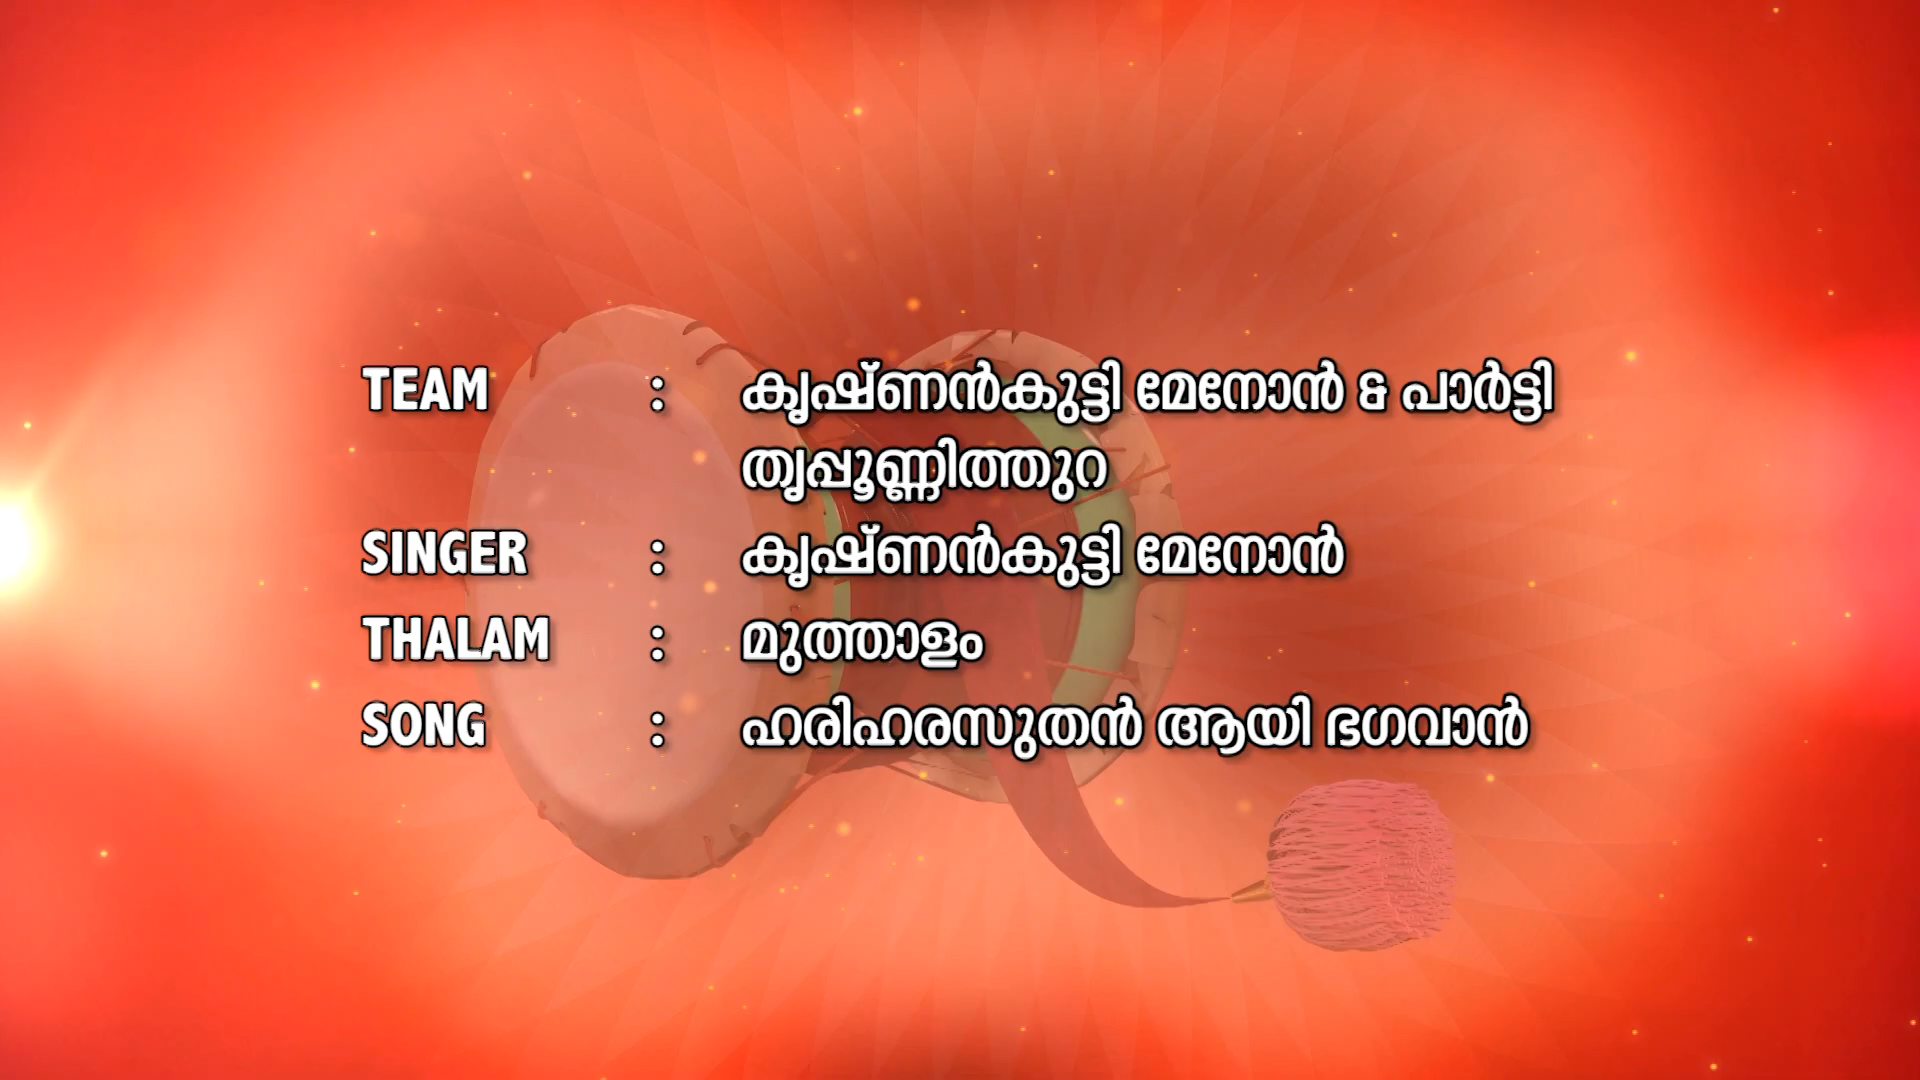 TEAM : കൃഷ്ണൻകുട്ടി മേനോൻ & പാർട്ടി
തൃപ്പൂണ്ണിത്തുറ
SINGER : കൃഷ്ണൻകുട്ടി മേനോൻ
THALAM : മുത്താളം
SONG : ഹരിഹരസുതൻ ആയി ഭഗവാൻ